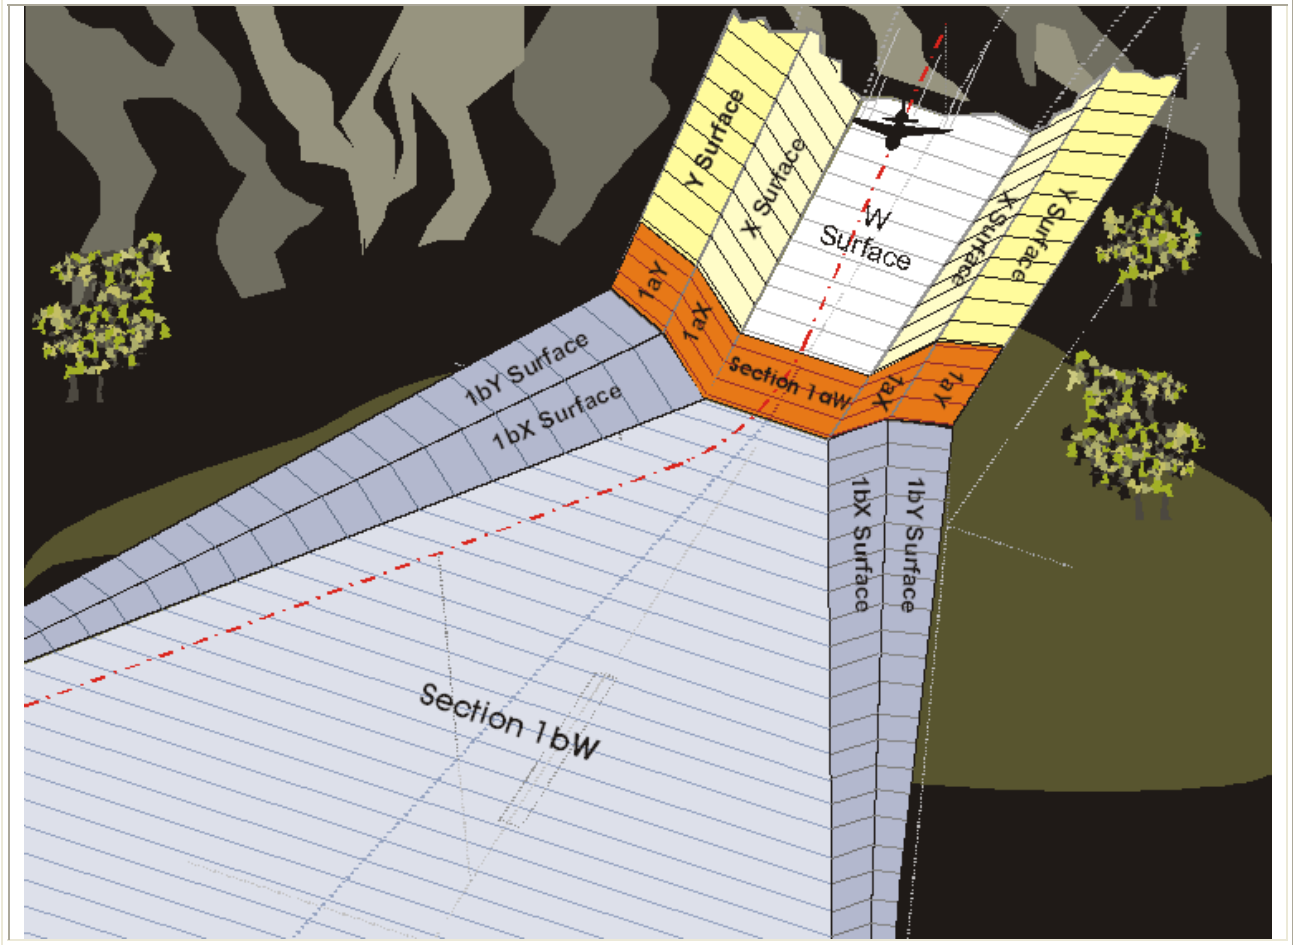 Y Surface
X Surface
W
Surface
X Surface
Y Surface
1aY
1aX
Section 1aW
1aX
1aY
1bY Surface
1bX Surface
1bX Surface
1bY Surface
Section 1bW